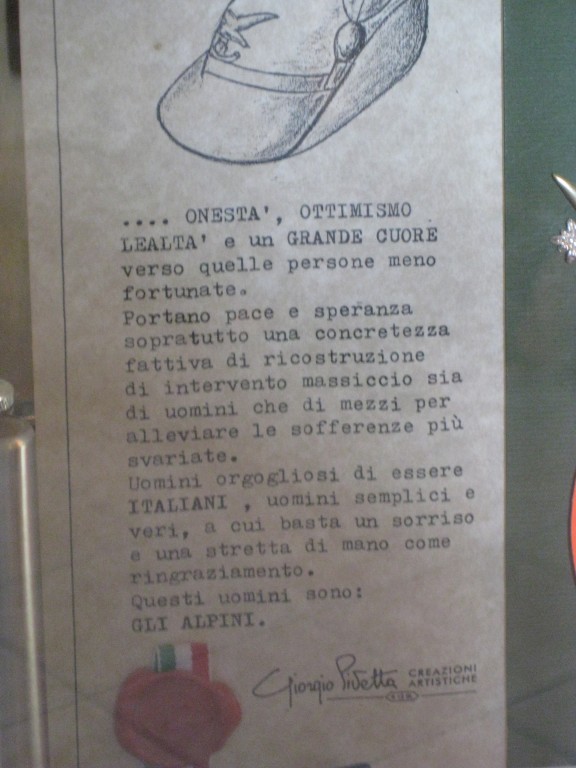 .... ONESTA', OTTIMISMO
LEALTA' e un GRANDE CUORE
verso quelle persone meno
fortunate.
Portano pace e speranza
sopratutto una concretezza
fattiva di ricostruzione
di intervento massiccio sia
di uomini che di mezzi per
alleviare le sofferenze più
svariate.
Uomini orgogliosi di essere
ITALIANI , uomini semplici e
veri, a cui basta un sorriso
e una stretta di mano come
ringraziamento.
Questi uomini sono:
GLI ALPINI.
Giorgio Pivetta CREAZIONI
ARTISTICHE